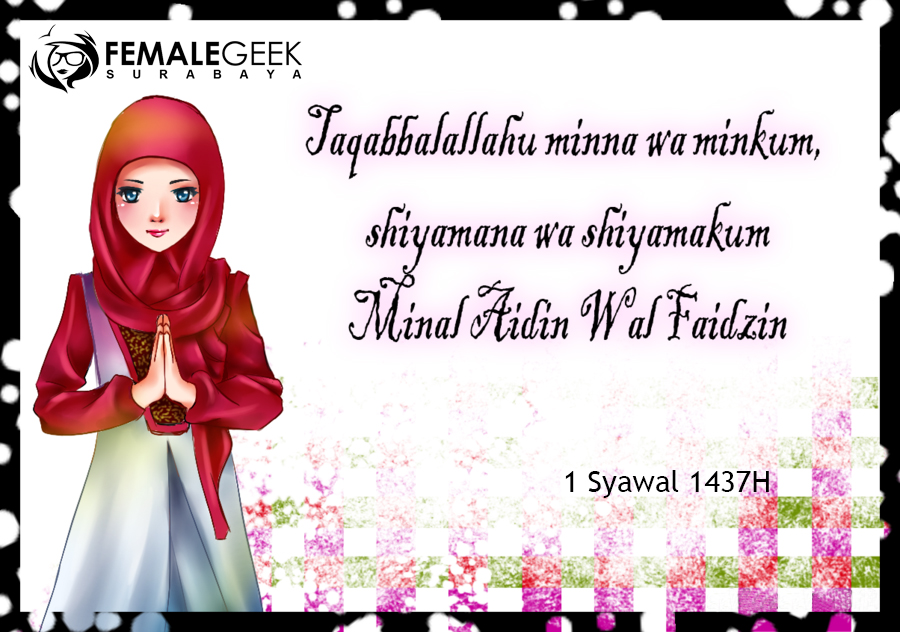 FEMALEGEEK
SURABAYA
Taqabbalallahu minna wa minkum,
shiyamana wa shiyamakum
Minal Aidin Wal Faidzin
1 Syawal 1437H